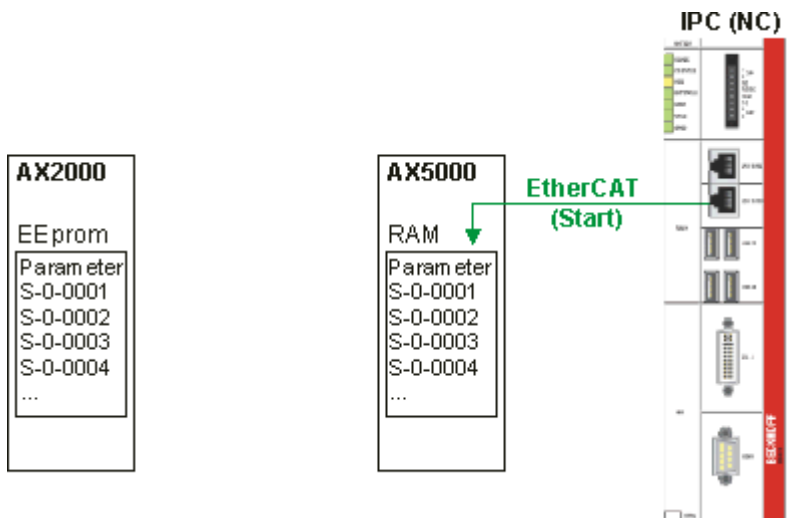 IPC (NC)
AX2000
EEprom
Parameter
S-0-0001
S-0-0002
S-0-0003
S-0-0004
...
AX5000
RAM
Parameter
S-0-0001
S-0-0002
S-0-0003
S-0-0004
...
EtherCAT
(Start)
BECKHOFF